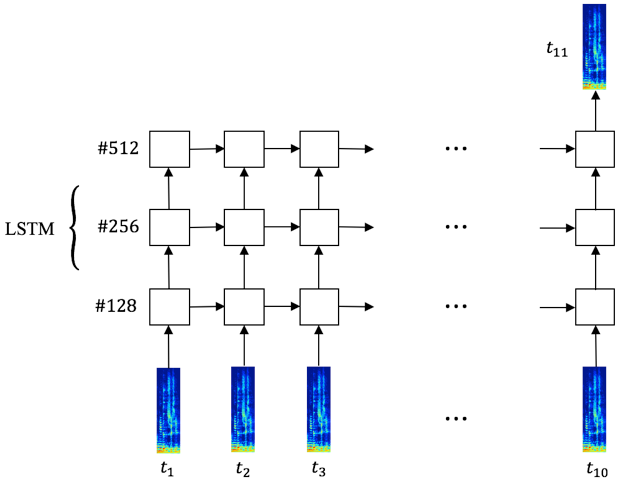 t₁₁
#512
...
LSTM
#256
...
#128
...
...
t₁
t₂
t₃
t₁₀